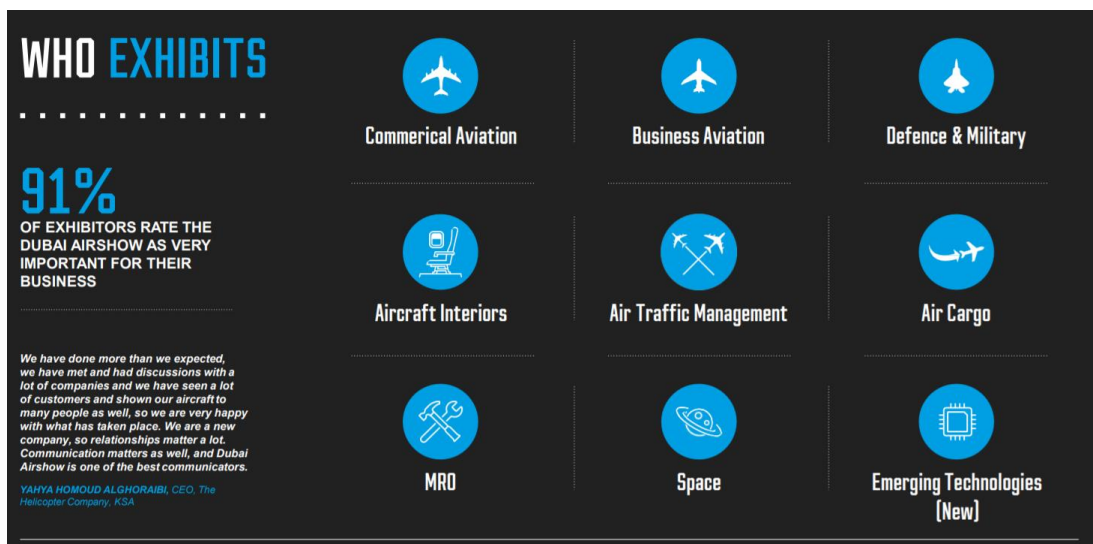 WHO EXHIBITS
91%
OF EXHIBITORS RATE THE
DUBAI AIRSHOW AS VERY
IMPORTANT FOR THEIR
BUSINESS
We have done more than we expected,
we have met and had discussions with a
lot of companies and we have seen a lot
of customers and shown our aircraft to
many people as well, so we are very happy
with what has taken place. We are a new
company, so relationships matter a lot.
Communication matters as well, and Dubai
Airshow is one of the best communicators.
YAHYA HOMOUD ALGHORAIBI, CEO, The
Helicopter Company, KSA
Commerical Aviation
Business Aviation
Defence & Military
Aircraft Interiors
Air Traffic Management
Air Cargo
MRO
Space
Emerging Technologies
(New)